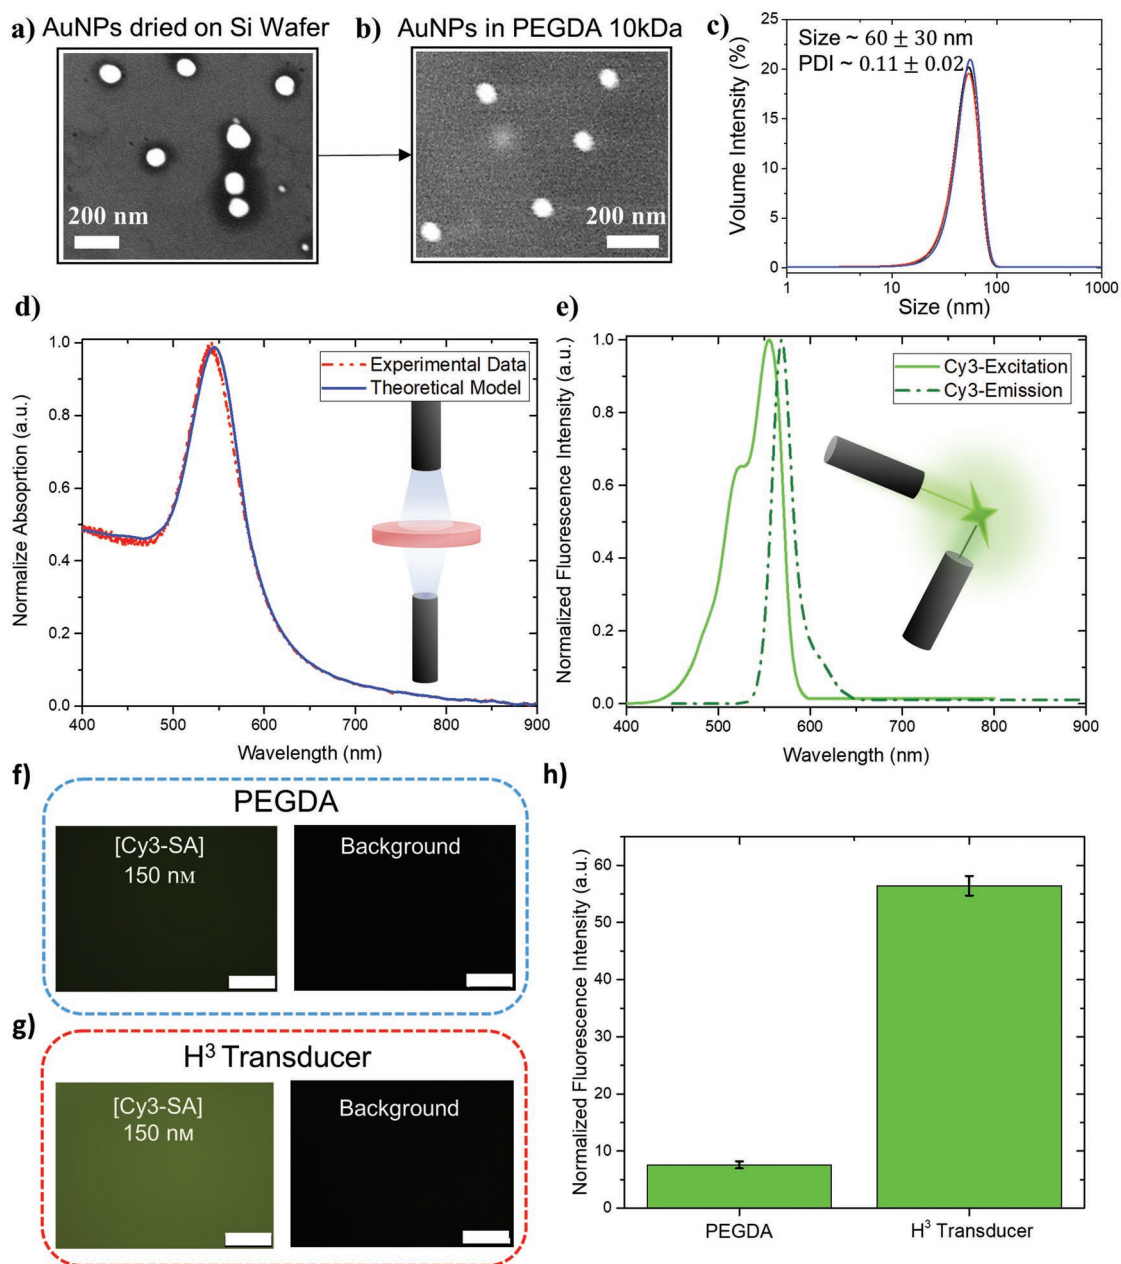 a) AuNPs dried on Si Wafer
200 nm
b) AuNPs in PEGDA 10kDa
200 nm
c)
Size ~ 60 ± 30 nm
PDI ~ 0.11 ± 0.02
Volume Intensity (%)
25
20
15
10
5
0
1 10 100 1000
Size (nm)
d)
Normalize Absoprtion (a.u.)
1.0
0.8
0.6
0.4
0.2
0.0
Experimental Data
Theoretical Model
400 500 600 700 800 900
Wavelength (nm)
e)
Normalized Fluorescence Intensity (a.u.)
1.0
0.8
0.6
0.4
0.2
0.0
Cy3-Excitation
Cy3-Emission
400 500 600 700 800 900
Wavelength (nm)
f)
PEGDA
[Cy3-SA]
150 nM
Background
g)
H³ Transducer
[Cy3-SA]
150 nM
Background
h)
Normalized Fluorescence Intensity (a.u.)
60
50
40
30
20
10
0
PEGDA H³ Transducer